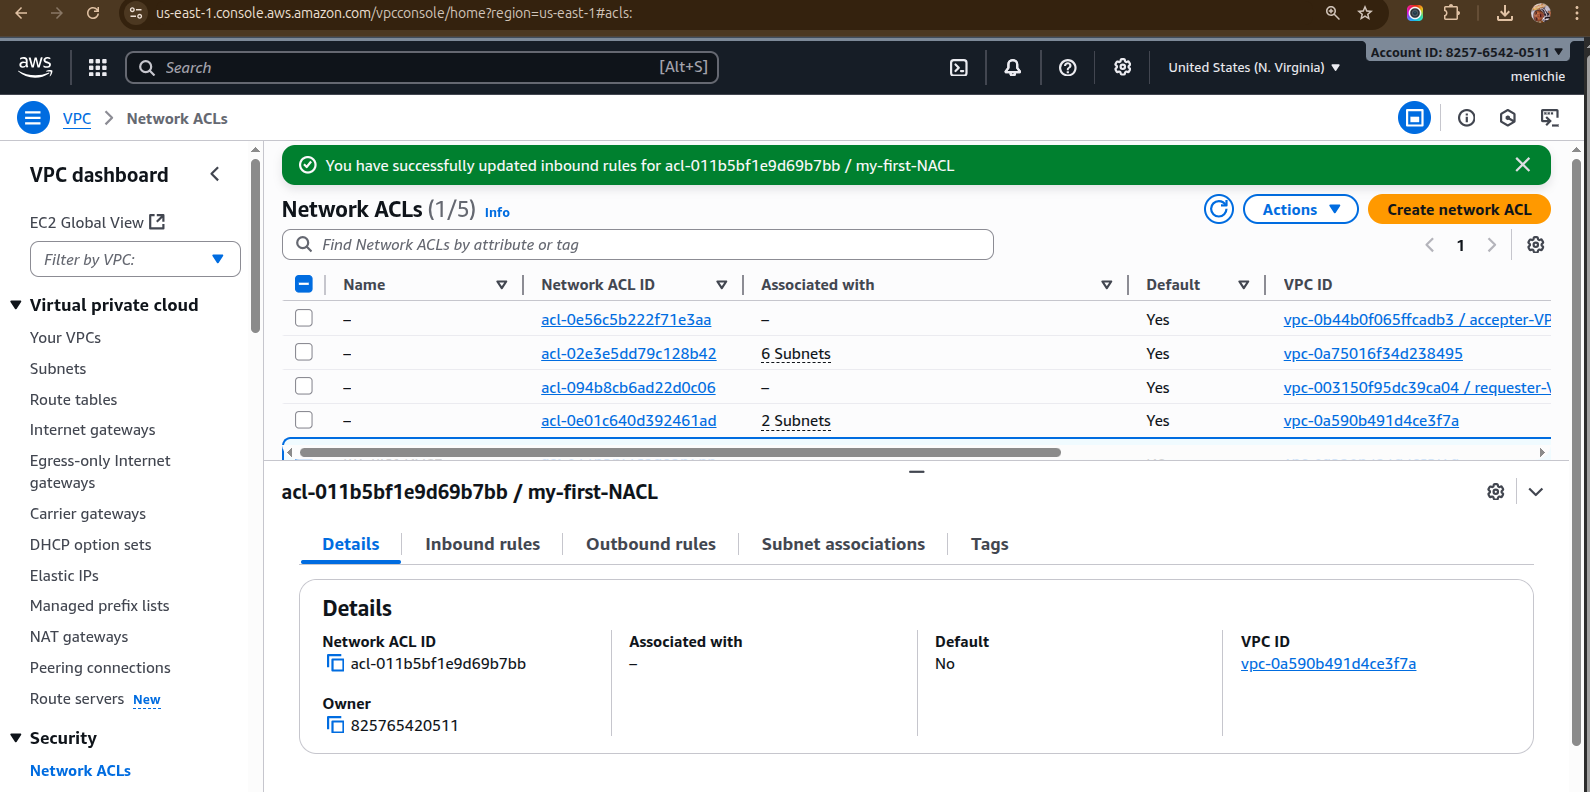 us-east-1.console.aws.amazon.com/vpcconsole/home?region=us-east-1#acls:
aws
Search
[Alt+S]
United States (N. Virginia)
Account ID: 8257-6542-0511
menichie
VPC
Network ACLs
VPC dashboard
EC2 Global View
Filter by VPC:
Virtual private cloud
Your VPCs
Subnets
Route tables
Internet gateways
Egress-only Internet
gateways
Carrier gateways
DHCP option sets
Elastic IPs
Managed prefix lists
NAT gateways
Peering connections
Route servers New
Security
Network ACLs
You have successfully updated inbound rules for acl-011b5bf1e9d69b7bb / my-first-NACL
Network ACLs (1/5) Info
Actions
Create network ACL
Find Network ACLs by attribute or tag
1
Name Network ACL ID Associated with Default VPC ID
– acl-0e56c5b222f71e3aa – Yes vpc-0b44b0f065ffcadb3 / accepter-VP
– acl-02e3e5dd79c128b42 6 Subnets Yes vpc-0a75016f34d238495
– acl-094b8cb6ad22d0c06 – Yes vpc-003150f95dc39ca04 / requester-V
– acl-0e01c640d392461ad 2 Subnets Yes vpc-0a590b491d4ce3f7a
acl-011b5bf1e9d69b7bb / my-first-NACL
Details
Inbound rules
Outbound rules
Subnet associations
Tags
Details
Network ACL ID
acl-011b5bf1e9d69b7bb
Associated with
–
Default
No
VPC ID
vpc-0a590b491d4ce3f7a
Owner
825765420511